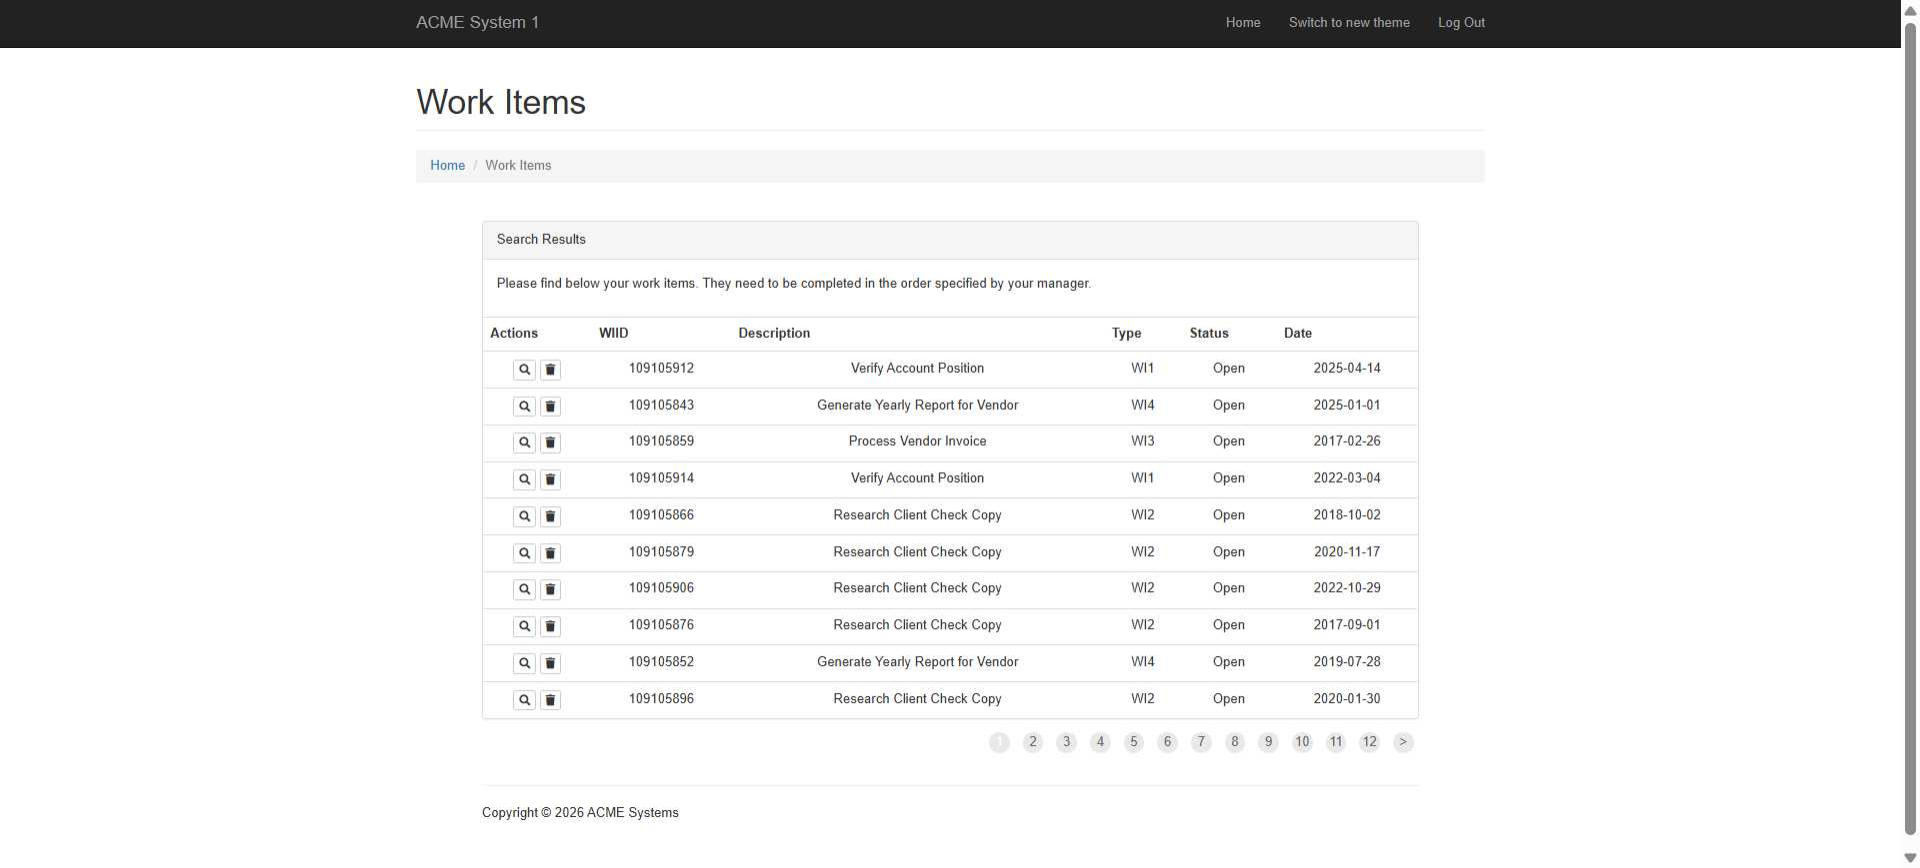 ACME System 1 Home Switch to new theme Log Out
Work Items
Home / Work Items
Search Results
Please find below your work items. They need to be completed in the order specified by your manager.
Actions WIID Description Type Status Date
109105912 Verify Account Position WI1 Open 2025-04-14
109105843 Generate Yearly Report for Vendor WI4 Open 2025-01-01
109105859 Process Vendor Invoice WI3 Open 2017-02-26
109105914 Verify Account Position WI1 Open 2022-03-04
109105866 Research Client Check Copy WI2 Open 2018-10-02
109105879 Research Client Check Copy WI2 Open 2020-11-17
109105906 Research Client Check Copy WI2 Open 2022-10-29
109105876 Research Client Check Copy WI2 Open 2017-09-01
109105852 Generate Yearly Report for Vendor WI4 Open 2019-07-28
109105896 Research Client Check Copy WI2 Open 2020-01-30
1 2 3 4 5 6 7 8 9 10 11 12 >
Copyright © 2026 ACME Systems